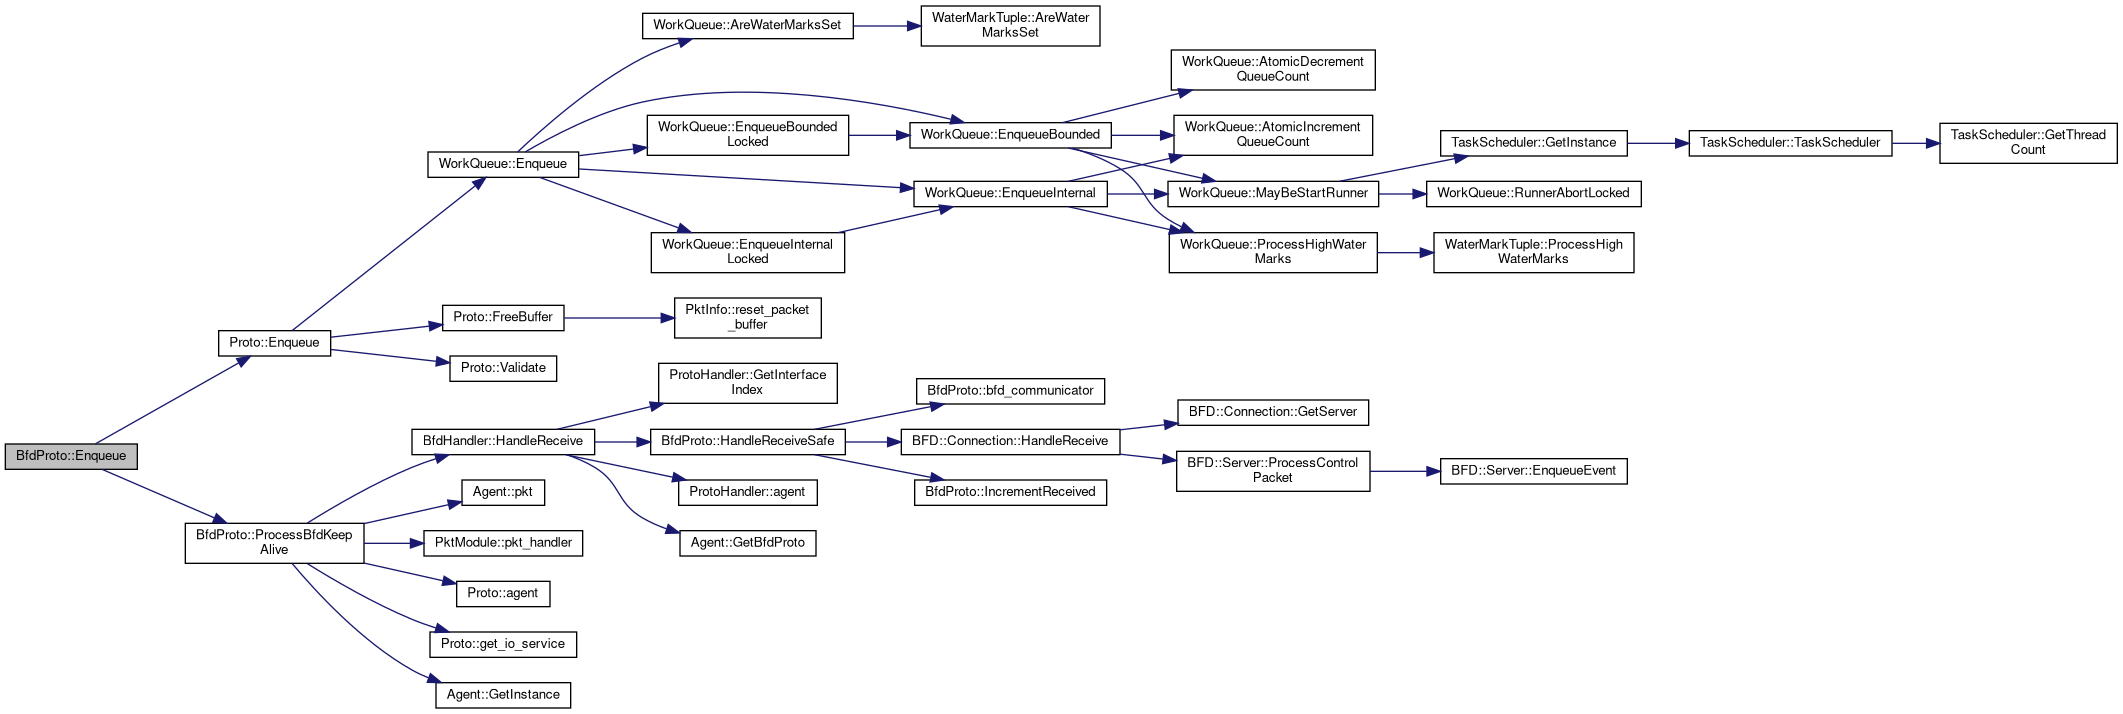 WorkQueue::AreWaterMarksSet
WaterMarkTuple::AreWater
MarksSet
WorkQueue::AtomicDecrement
QueueCount
WorkQueue::EnqueueBounded
Locked
WorkQueue::EnqueueBounded
WorkQueue::AtomicIncrement
QueueCount
TaskScheduler::GetInstance
TaskScheduler::TaskScheduler
TaskScheduler::GetThread
Count
WorkQueue::Enqueue
WorkQueue::EnqueueInternal
WorkQueue::MayBeStartRunner
WorkQueue::RunnerAbortLocked
WorkQueue::EnqueueInternal
Locked
WorkQueue::ProcessHighWater
Marks
WaterMarkTuple::ProcessHigh
WaterMarks
Proto::Enqueue
Proto::FreeBuffer
PktInfo::reset_packet
_buffer
Proto::Validate
BfdProto::Enqueue
ProtoHandler::GetInterface
Index
BfdProto::bfd_communicator
BFD::Connection::GetServer
BfdHandler::HandleReceive
BfdProto::HandleReceiveSafe
BFD::Connection::HandleReceive
BFD::Server::ProcessControl
Packet
BFD::Server::EnqueueEvent
Agent::pkt
ProtoHandler::agent
BfdProto::IncrementReceived
BfdProto::ProcessBfdKeep
Alive
PktModule::pkt_handler
Agent::GetBfdProto
Proto::agent
Proto::get_io_service
Agent::GetInstance